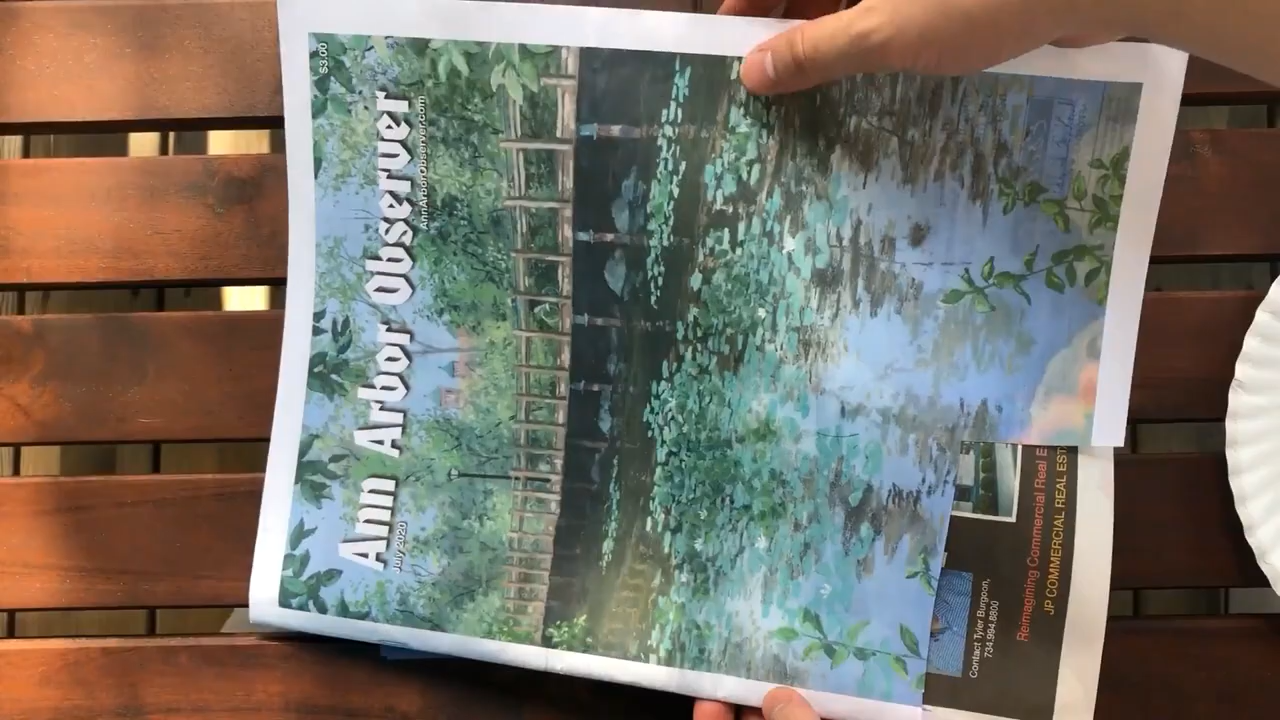 $3.00
Ann Arbor Observer
July 2020
AnnArborObserver.com
Contact Tyler Burgoon,
734.994.8800
Reimagining Commercial Real E
JP COMMERCIAL REAL EST